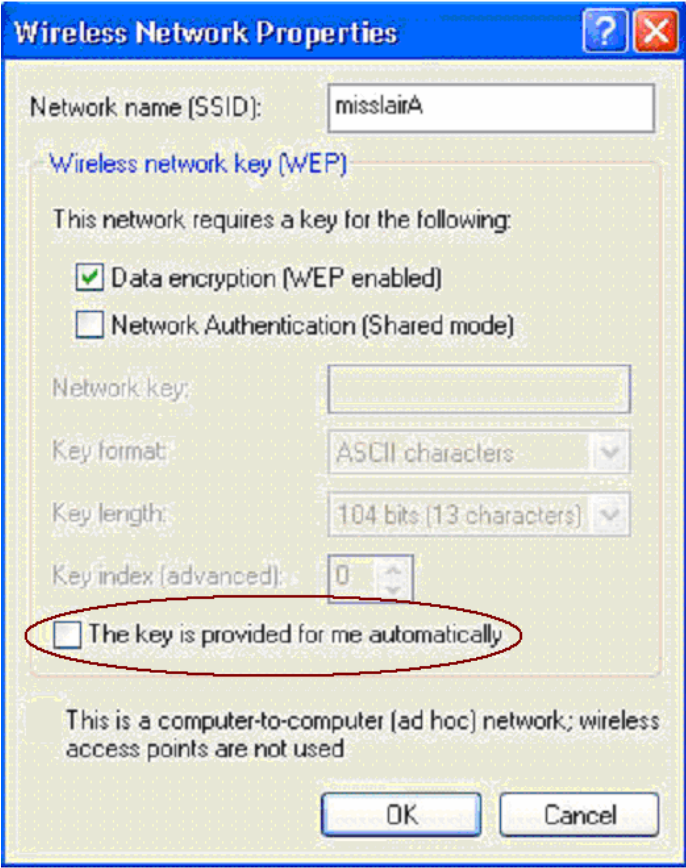 Wireless Network Properties
Network name (SSID):
misslairA
Wireless network key (WEP)
This network requires a key for the following:
Data encryption (WEP enabled)
Network Authentication (Shared mode)
Network key:
Key format:
ASCII characters
Key length:
104 bits (13 characters)
Key index (advanced):
0
The key is provided for me automatically
This is a computer-to-computer (ad hoc) network; wireless
access points are not used
OK
Cancel